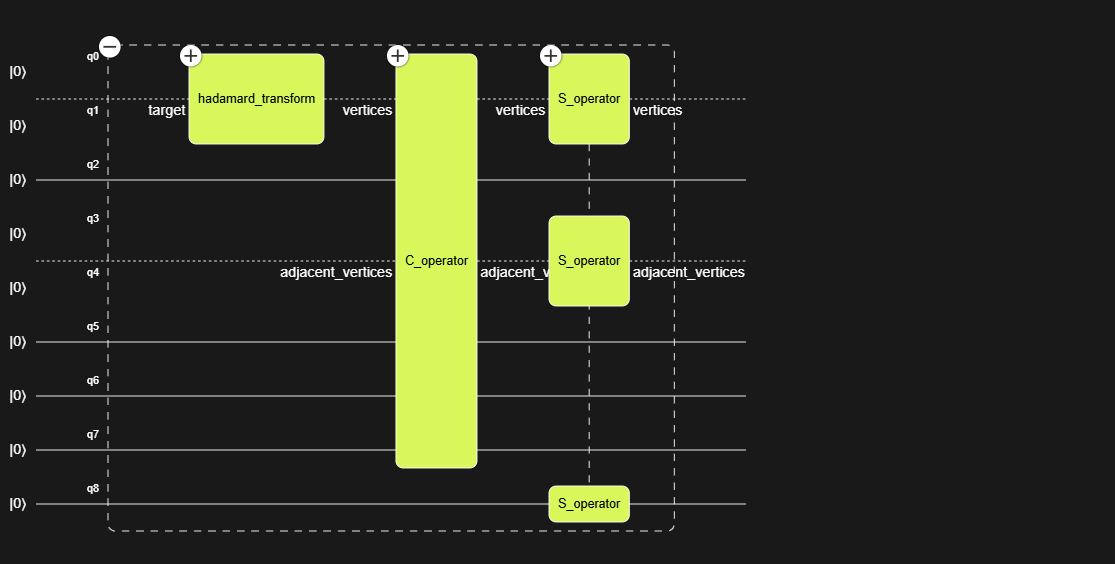 q0
|0⟩
hadamard_transform
S_operator
q1
target
vertices
vertices
vertices
|0⟩
q2
|0⟩
q3
|0⟩
C_operator
S_operator
q4
adjacent_vertices
adjacent_v
adjacent_vertices
|0⟩
q5
|0⟩
q6
|0⟩
q7
|0⟩
q8
|0⟩
S_operator